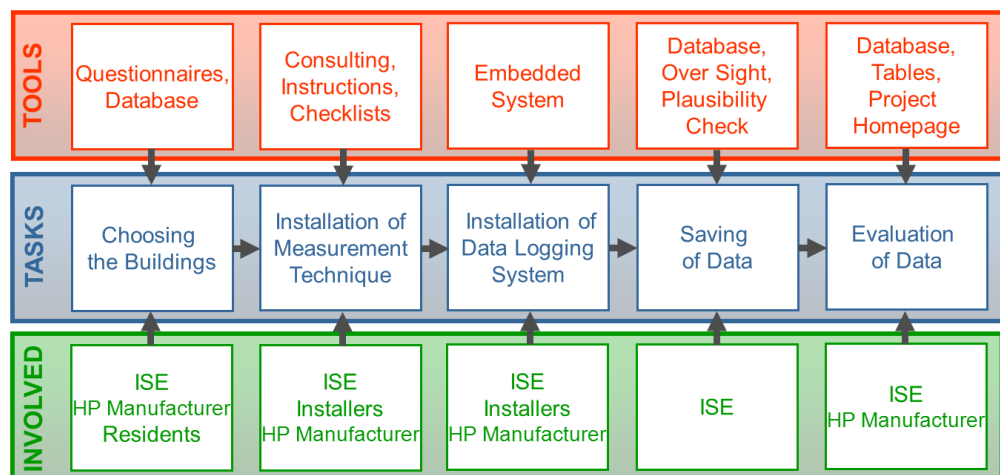 TOOLS
Questionnaires,
Database
Consulting,
Instructions,
Checklists
Embedded
System
Database,
Over Sight,
Plausibility
Check
Database,
Tables,
Project
Homepage
TASKS
Choosing
the Buildings
Installation of
Measurement
Technique
Installation of
Data Logging
System
Saving
of Data
Evaluation
of Data
INVOLVED
ISE
HP Manufacturer
Residents
ISE
Installers
HP Manufacturer
ISE
Installers
HP Manufacturer
ISE
ISE
HP Manufacturer